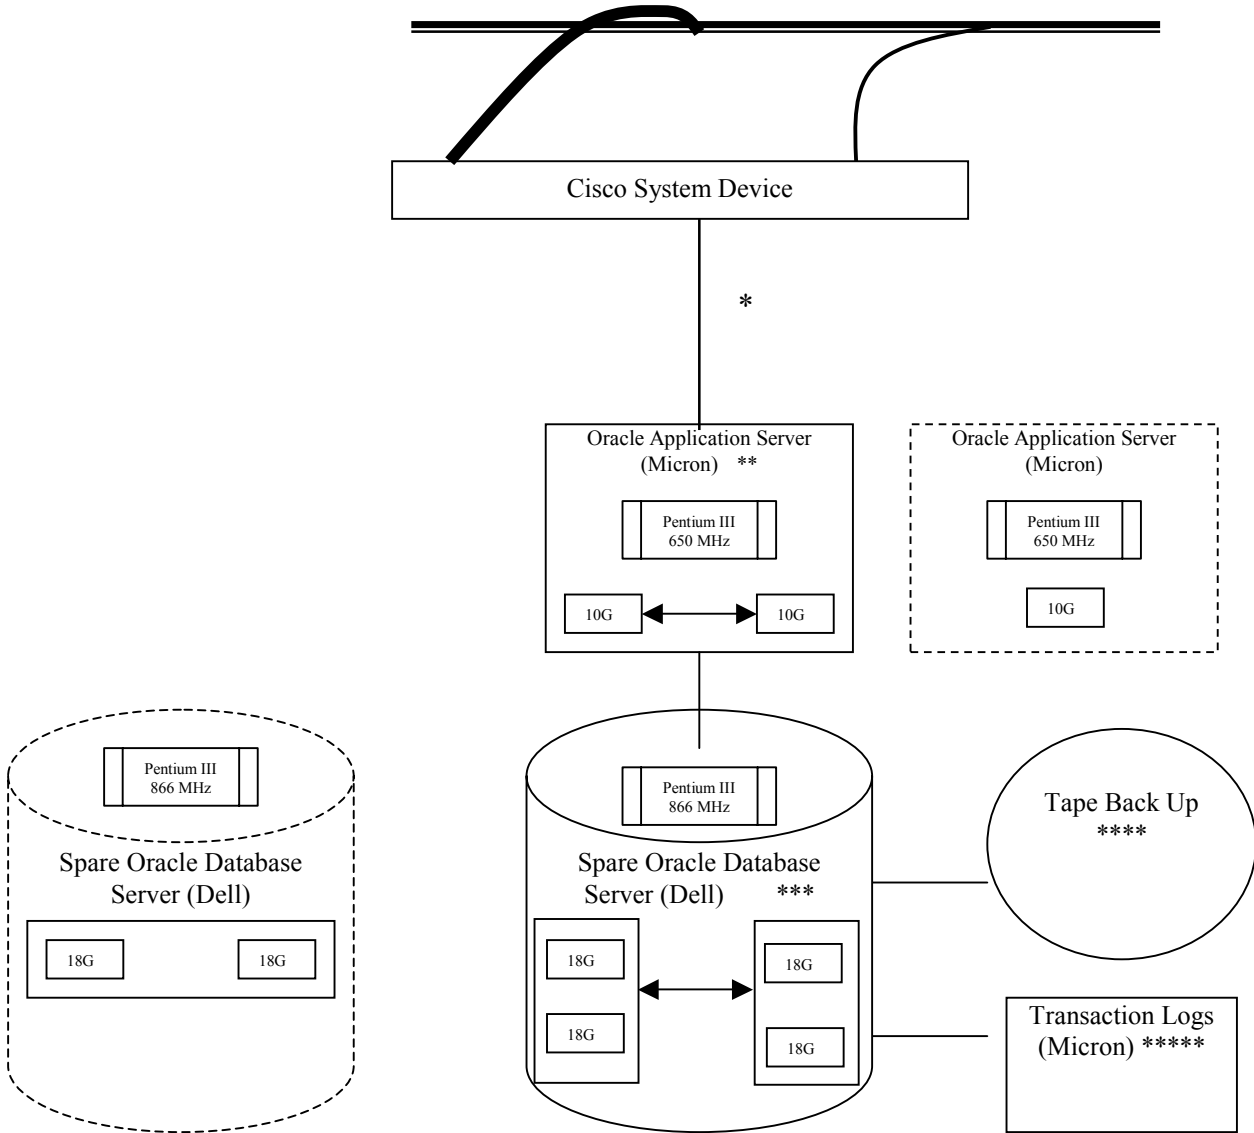 Cisco System Device
*
Oracle Application Server
(Micron) **
Pentium III
650 MHz
10G
10G
Oracle Application Server
(Micron)
Pentium III
650 MHz
10G
Pentium III
866 MHz
Spare Oracle Database
Server (Dell)
18G
18G
Pentium III
866 MHz
Spare Oracle Database
Server (Dell) ***
18G
18G
18G
18G
Tape Back Up
****
Transaction Logs
(Micron) *****